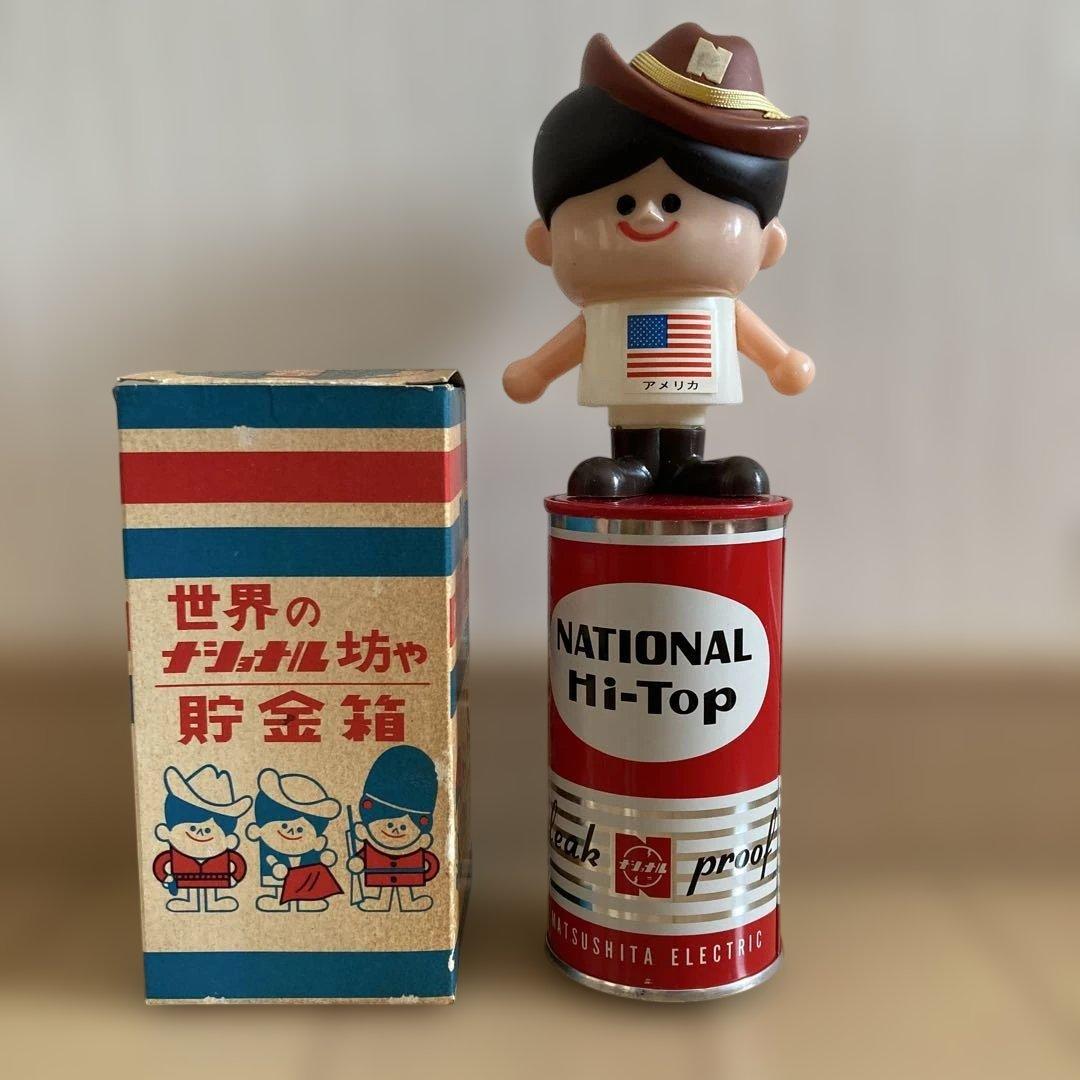 世界の
ナショナル坊や
貯金箱
N
アメリカ
NATIONAL
Hi-Top
leak proof
ナショナル
MATSUSHITA ELECTRIC